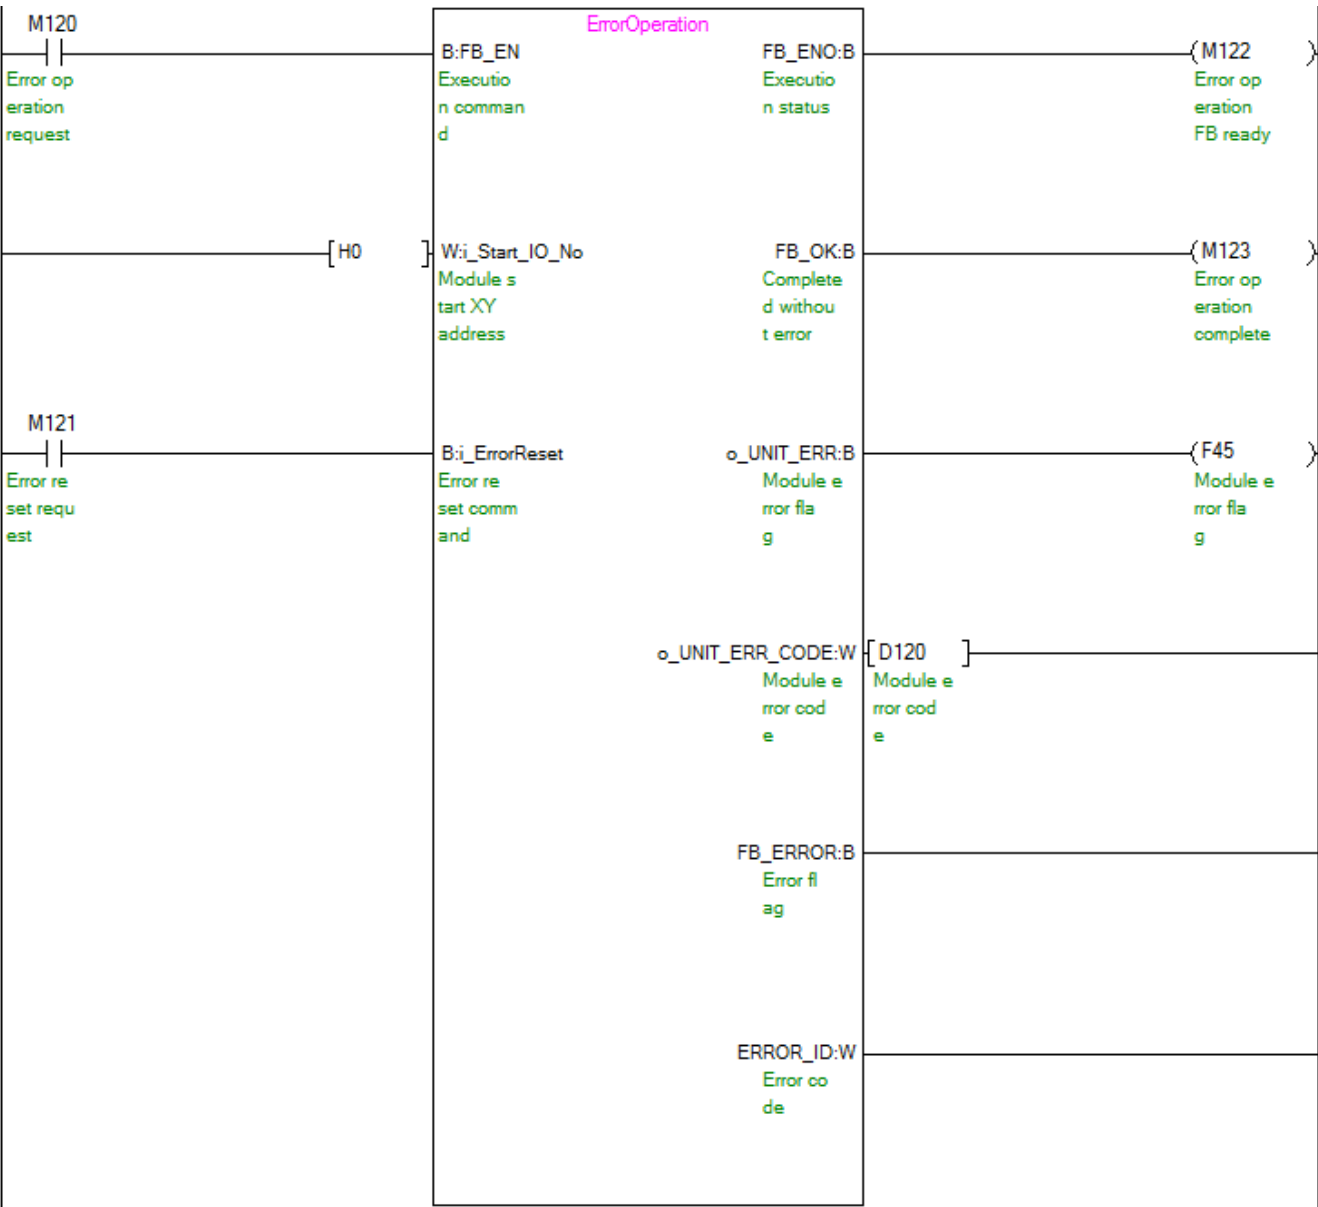 M120
ErrorOperation
B:FB_EN
FB_ENO:B
M122
Error op
eration
request
Executio
n comman
d
Executio
n status
Error op
eration
FB ready
H0
W:i_Start_IO_No
FB_OK:B
M123
Module s
tart XY
address
Complete
d withou
t error
Error op
eration
complete
M121
B:i_ErrorReset
o_UNIT_ERR:B
F45
Error re
set requ
est
Error re
set comm
and
Module e
rror fla
g
Module e
rror fla
g
o_UNIT_ERR_CODE:W
D120
Module e
rror cod
e
Module e
rror cod
e
FB_ERROR:B
Error fl
ag
ERROR_ID:W
Error co
de